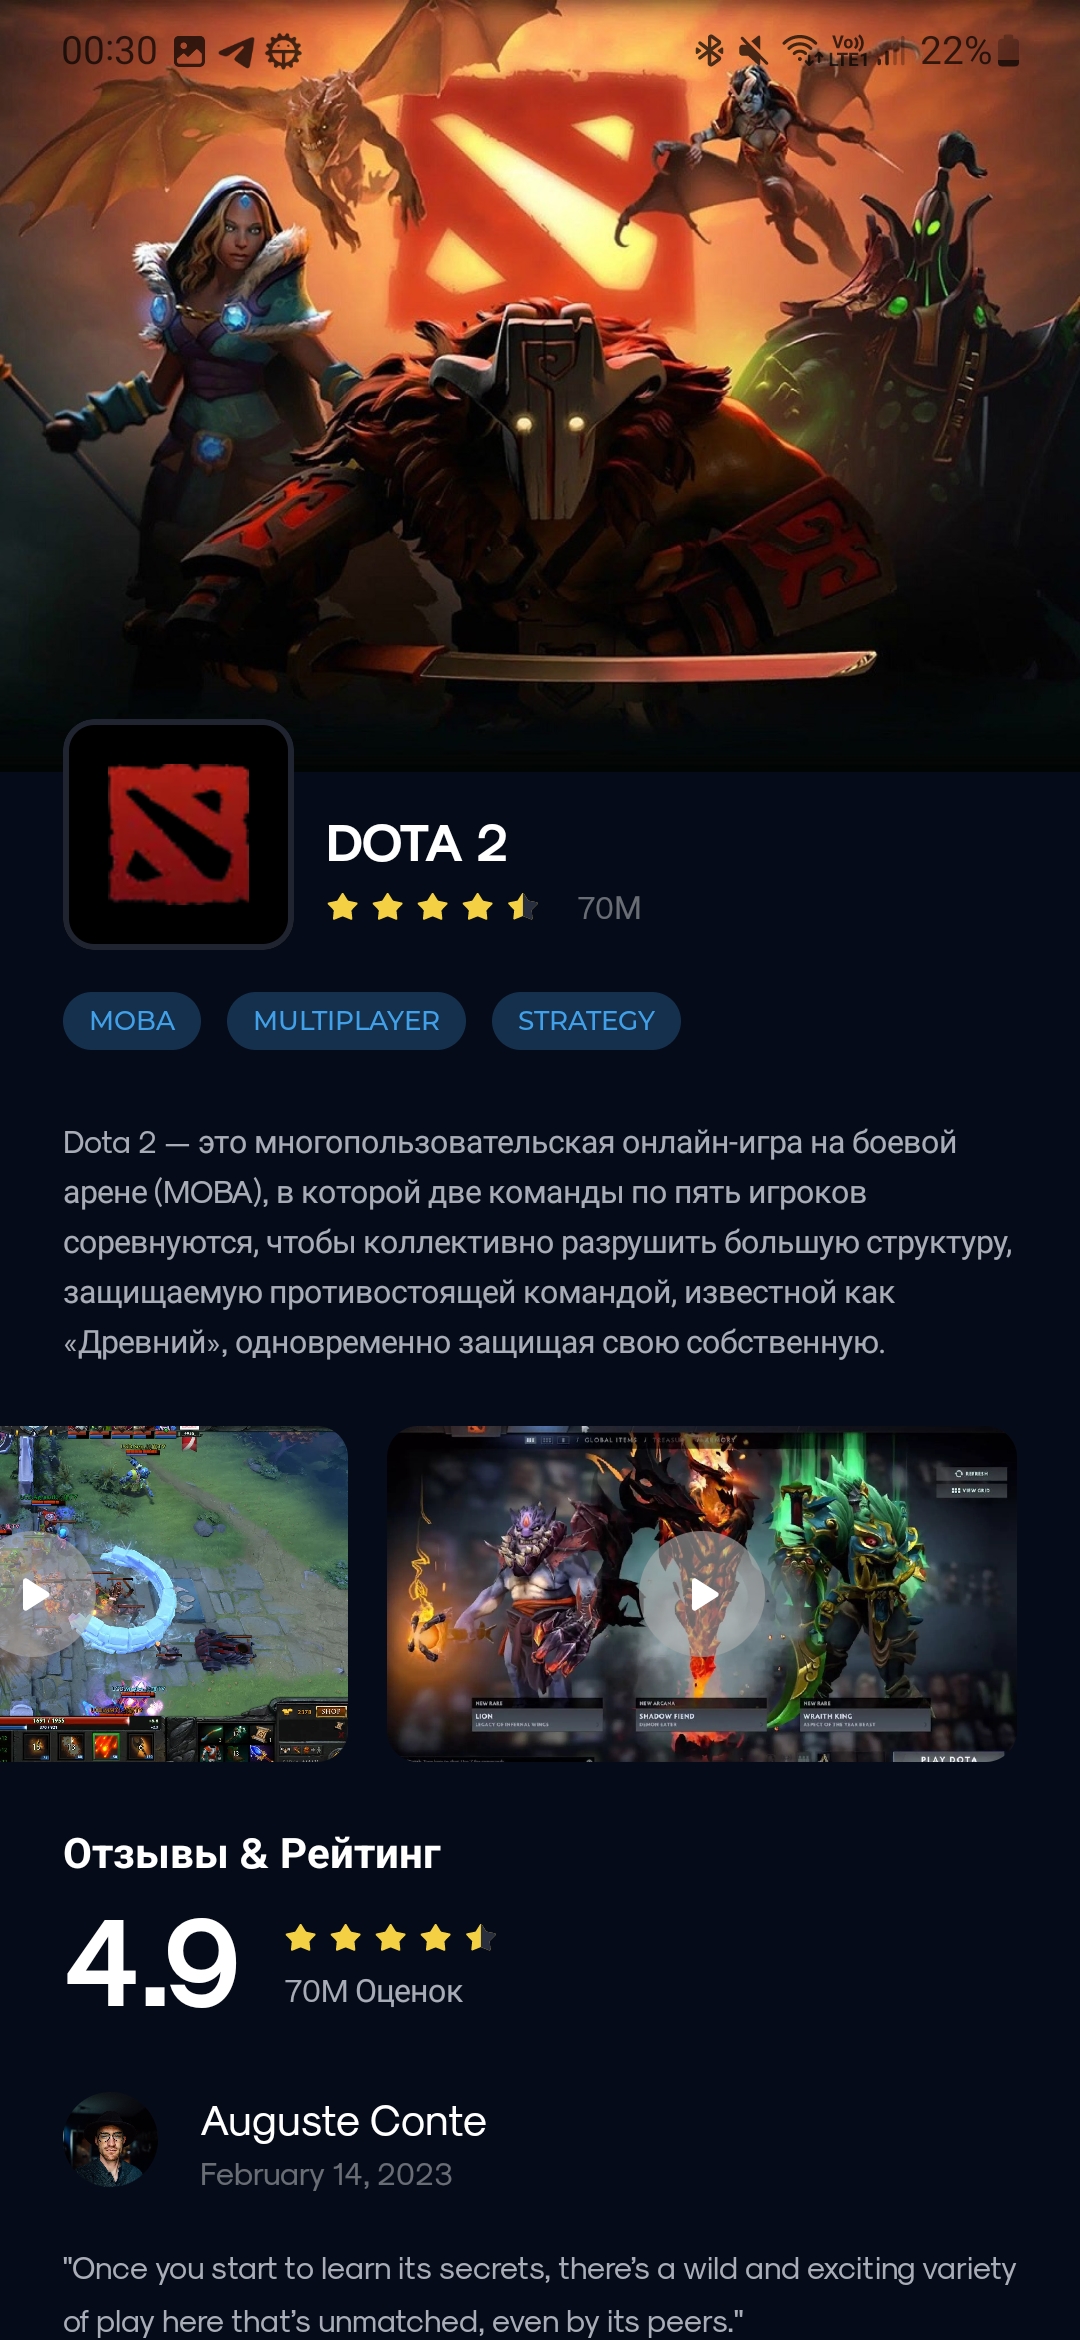 00:30
Vo))
LTE1
22%
DOTA 2
70M
MOBA
MULTIPLAYER
STRATEGY
Dota 2 — это многопользовательская онлайн-игра на боевой
арене (MOBA), в которой две команды по пять игроков
соревнуются, чтобы коллективно разрушить большую структуру,
защищаемую противостоящей командой, известной как
«Древний», одновременно защищая свою собственную.
SHOP
GLOBAL ITEMS
REFRESH
VIEW GRID
NEW RARE
LION
NEW ARCANA
SHADOW FIEND
DEMON EATER
NEW RARE
WRAITH KING
PLAY DOTA
Отзывы & Рейтинг
4.9
70M Оценок
Auguste Conte
February 14, 2023
"Once you start to learn its secrets, there's a wild and exciting variety
of play here that's unmatched, even by its peers."